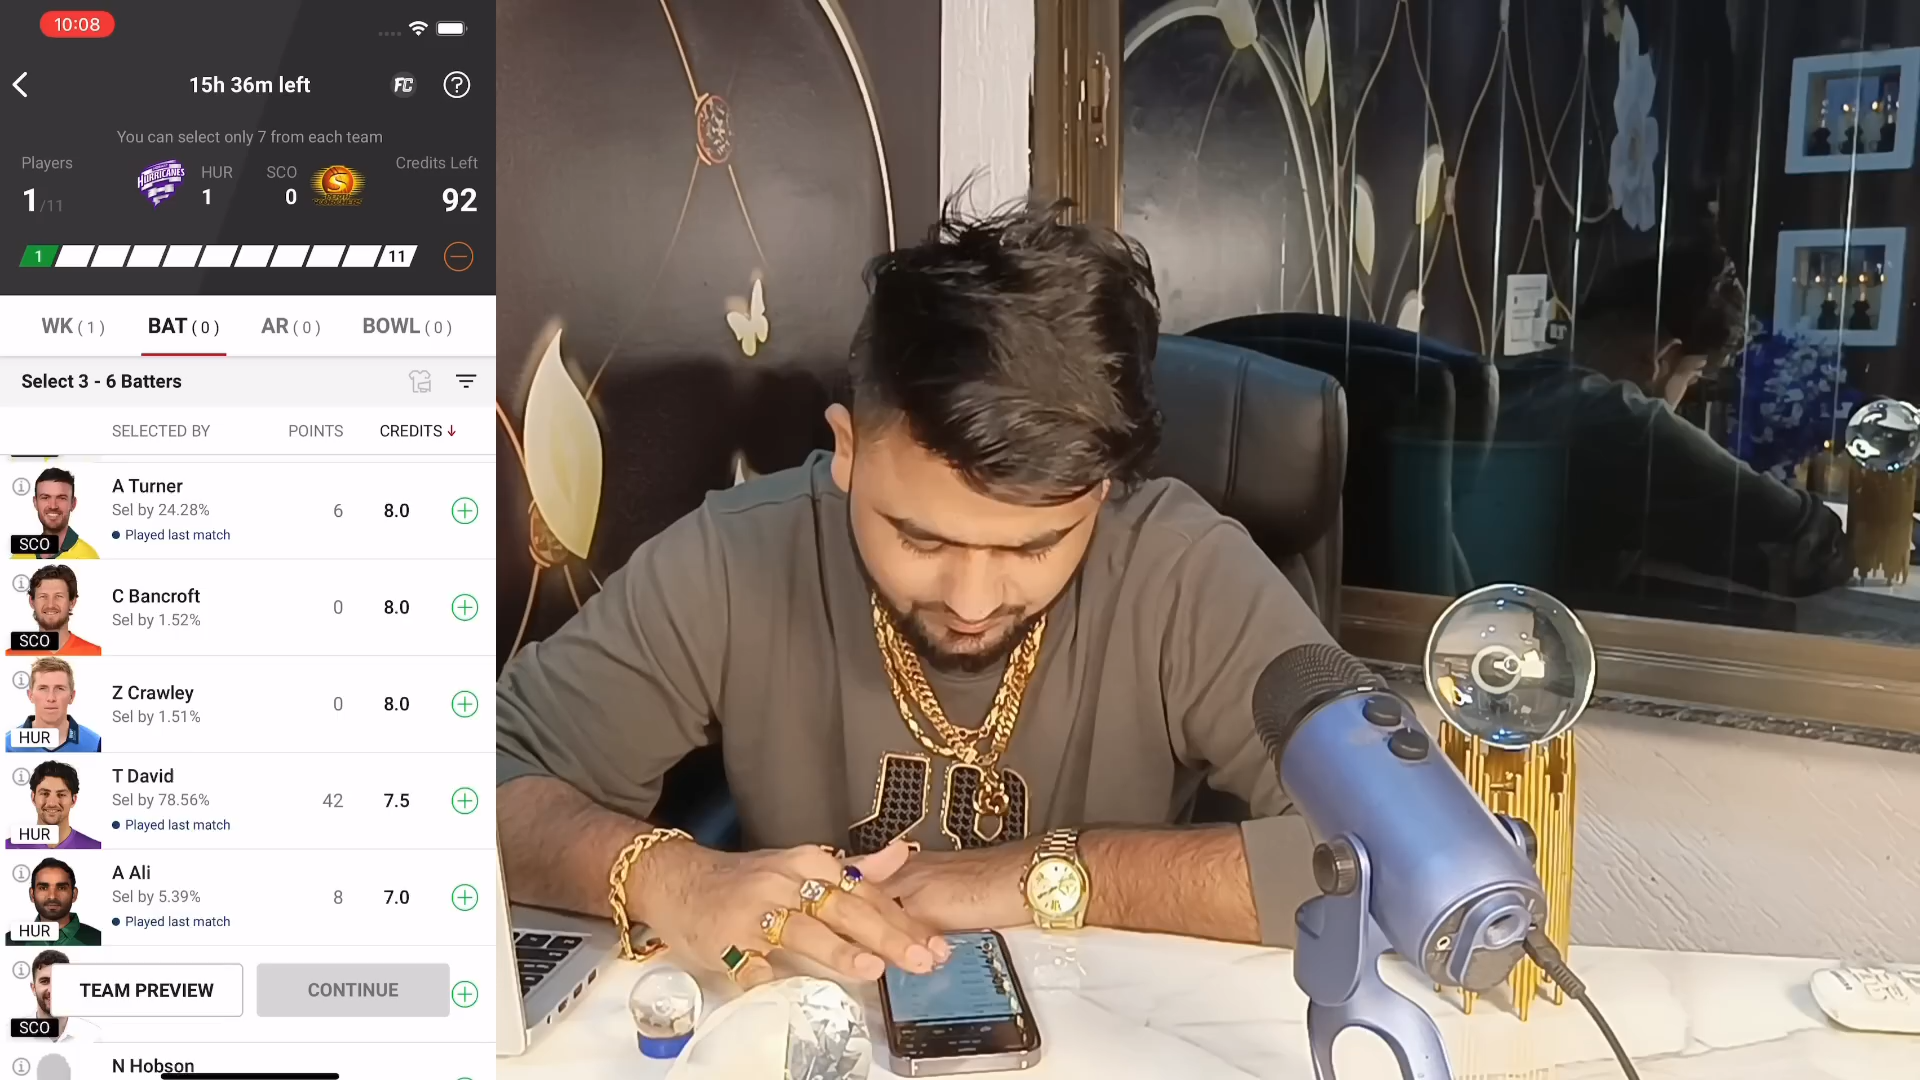 10:08
15h 36m left
FC
?
You can select only 7 from each team
Players
HUR
SCO
Credits Left
1/11
HURRICANES
1
0
92
1
11
WK ( 1 )
BAT ( 0 )
AR ( 0 )
BOWL ( 0 )
Select 3 - 6 Batters
SELECTED BY
POINTS
CREDITS
A Turner
Sel by 24.28%
6
8.0
Played last match
SCO
C Bancroft
Sel by 1.52%
0
8.0
SCO
Z Crawley
Sel by 1.51%
0
8.0
HUR
T David
Sel by 78.56%
42
7.5
Played last match
HUR
A Ali
Sel by 5.39%
8
7.0
Played last match
HUR
TEAM PREVIEW
CONTINUE
SCO
N Hobson